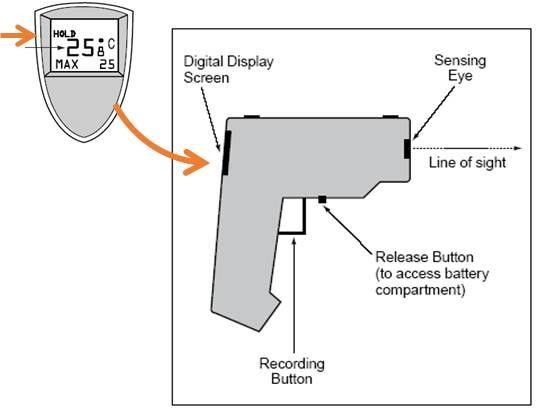 HOLD
25.8 °C
MAX 25
Digital Display
Screen
Sensing
Eye
Line of sight
Release Button
(to access battery
compartment)
Recording
Button